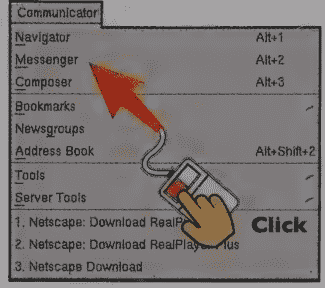 Communicator
Navigator Alt+1
Messenger Alt+2
Composer Alt+3
Bookmarks
Newsgroups
Address Book Alt+Shift+2
Tools
Server Tools
Click
1. Netscape: Download RealP
2. Netscape: Download RealPlayer Plus
3. Netscape Download